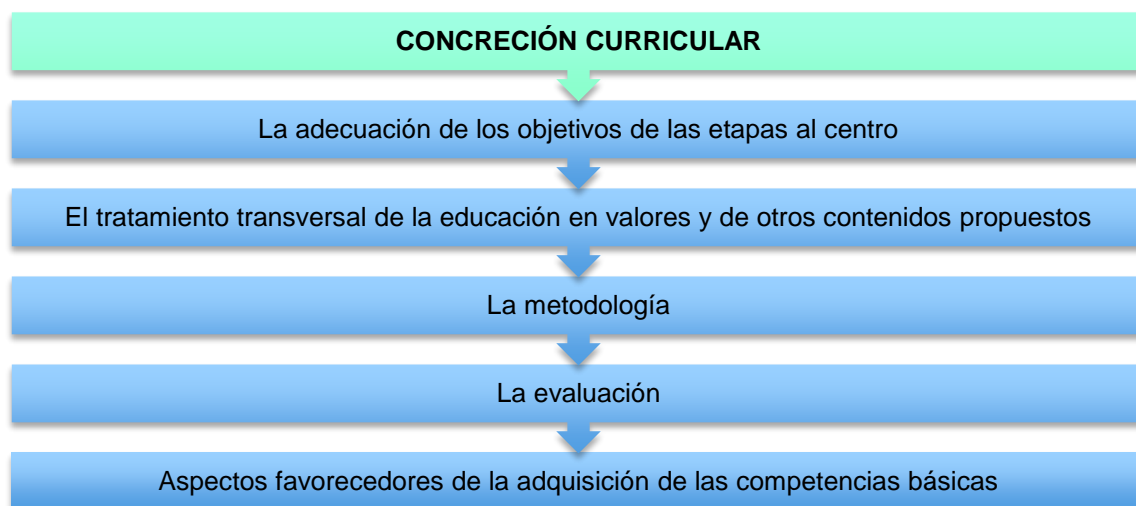 CONCRECIÓN CURRICULAR
La adecuación de los objetivos de las etapas al centro
El tratamiento transversal de la educación en valores y de otros contenidos propuestos
La metodología
La evaluación
Aspectos favorecedores de la adquisición de las competencias básicas